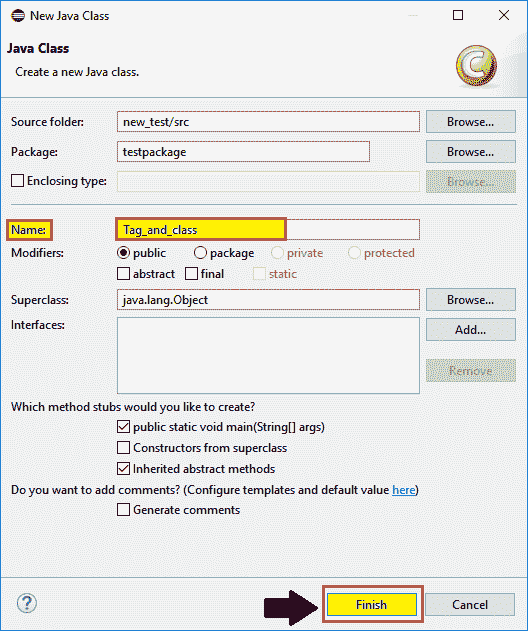 New Java Class
Java Class
Create a new Java class.
Source folder: new_test/src Browse...
Package: testpackage Browse...
Enclosing type: Browse...
Name: Tag_and_class
Modifiers: public package private protected
abstract final static
Superclass: java.lang.Object Browse...
Interfaces: Add...
Remove
Which method stubs would you like to create?
public static void main(String[] args)
Constructors from superclass
Inherited abstract methods
Do you want to add comments? (Configure templates and default value here)
Generate comments
? Finish Cancel